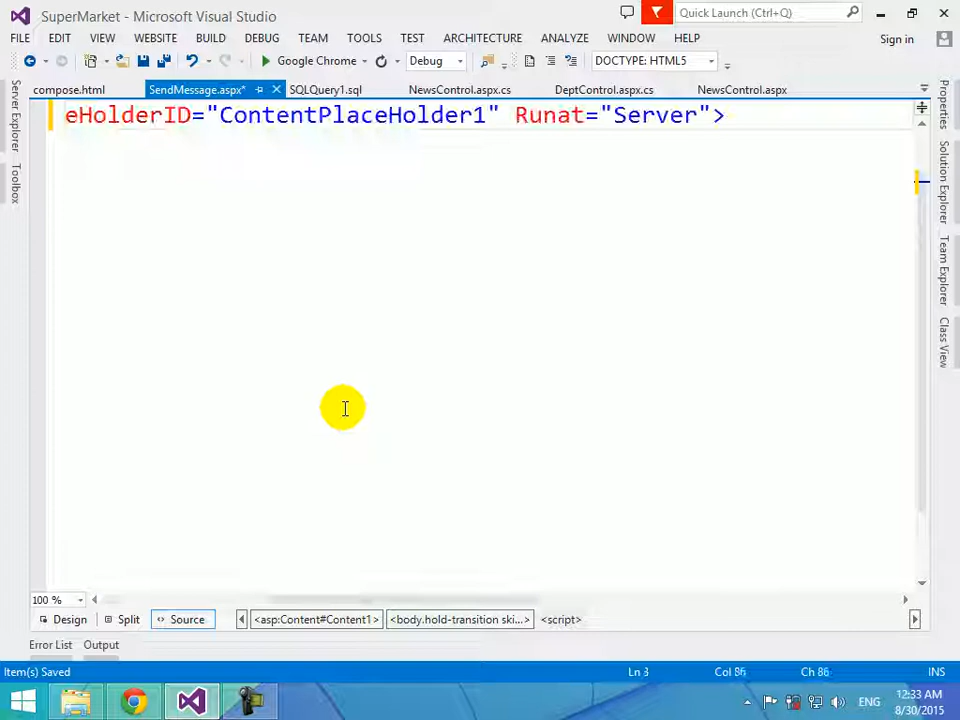 SuperMarket - Microsoft Visual Studio
Quick Launch (Ctrl+Q)
FILE EDIT VIEW WEBSITE BUILD DEBUG TEAM TOOLS TEST ARCHITECTURE ANALYZE WINDOW HELP Sign in
Google Chrome Debug DOCTYPE: HTML5
compose.html SendMessage.aspx* SQLQuery1.sql NewsControl.aspx.cs DeptControl.aspx.cs NewsControl.aspx
eHolderID="ContentPlaceHolder1" Runat="Server">
Server Explorer
Toolbox
Properties
Solution Explorer
Team Explorer
Class View
100 %
Design Split Source <asp:Content#Content1> <body.hold-transition ski...> <script>
Error List Output
Item(s) Saved Ln 3 Col 86 Ch 86 INS
ENG 12:33 AM
8/30/2015